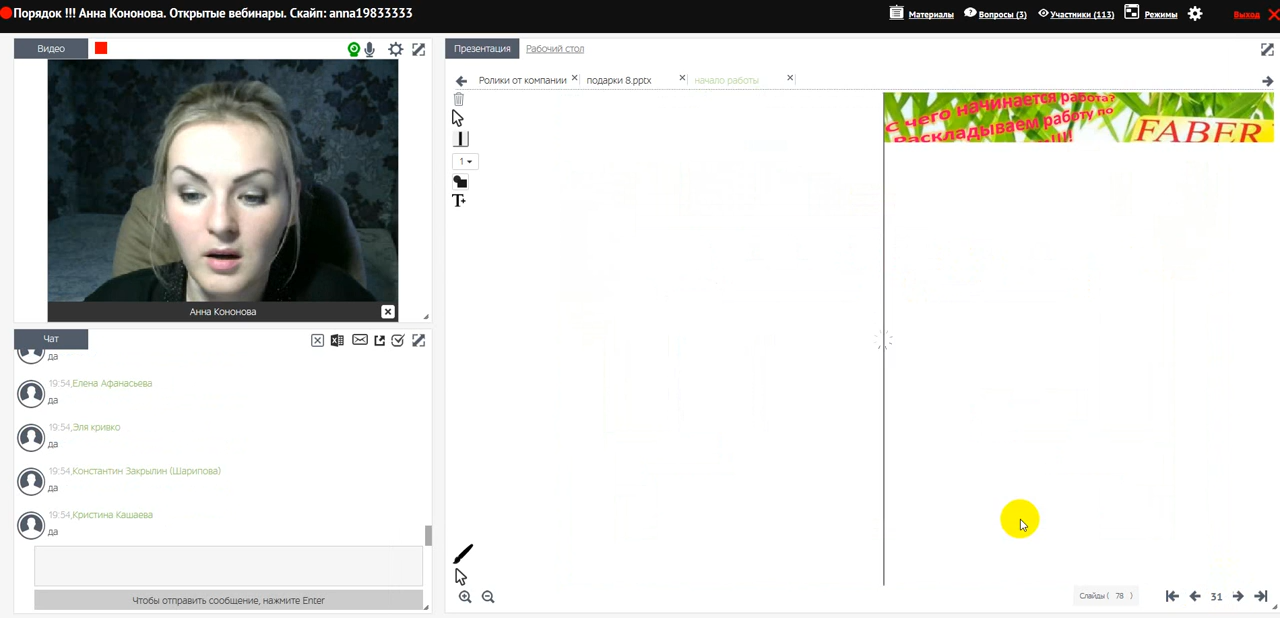 Порядок !!! Анна Кононова. Открытые вебинары. Скайп: anna19833333
Материалы
Вопросы (3)
Участники (113)
Режимы
Выход
Видео
Анна Кононова
Чат
да
19:54,Елена Афанасьева
да
19:54,Эля кривко
да
19:54,Константин Закрылин (Шарипова)
да
19:54,Кристина Кашаева
да
Чтобы отправить сообщение, нажмите Enter
Презентация
Рабочий стол
Ролики от компании
подарки 8.pptx
начало работы
1
T+
С чего начинается работа?
Раскладываем работу по
FABER
Слайды ( 78 )
31